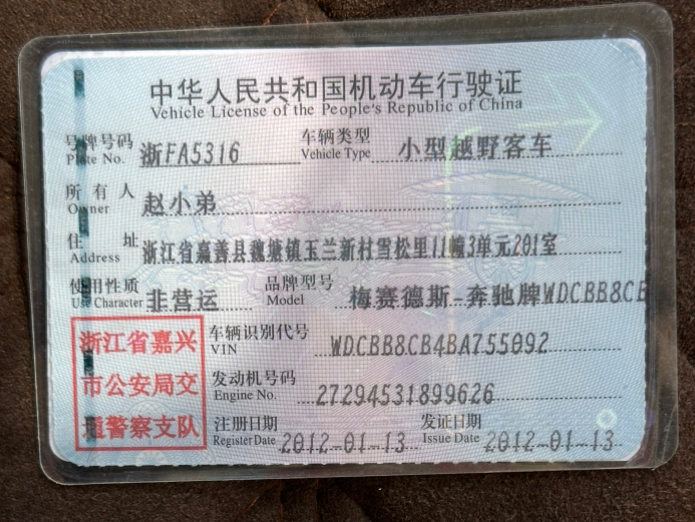 中华人民共和国机动车行驶证
Vehicle License of the People's Republic of China
号牌号码 浙FA5316 车辆类型 小型越野客车
Plate No. Vehicle Type
所有人 赵小弟
Owner
住址 浙江省嘉善县魏塘镇玉兰新村雪松里11幢3单元201室
Address
使用性质 非营运 品牌型号 梅赛德斯-奔驰牌WDCBB8CB
Use Character Model
浙江省嘉兴
市公安局交
通警察支队
车辆识别代号 WDCBB8CB4BA755092
VIN
发动机号码 27294531899626
Engine No.
注册日期 2012-01-13 发证日期 2012-01-13
Register Date Issue Date